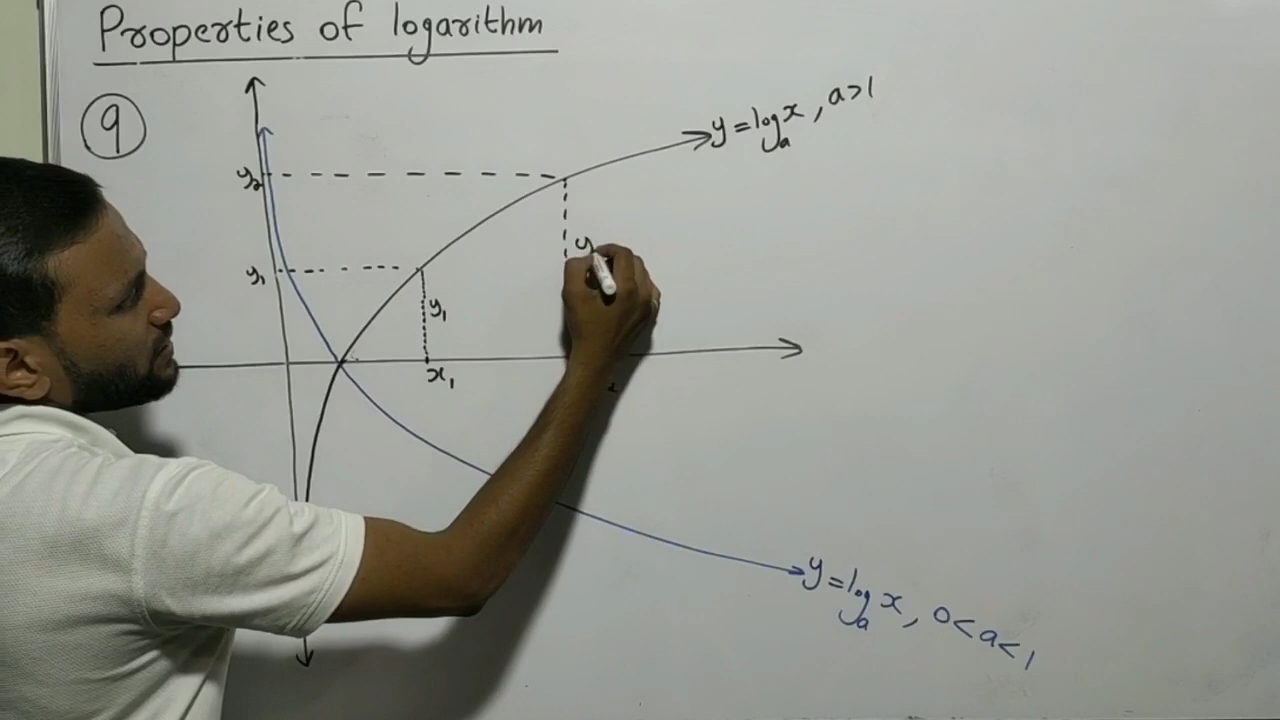 Properties of logarithm
9
y = logₐx, a>1
y₂
y
y₁
y₁
x₁
y = logₐx, 0<a<1